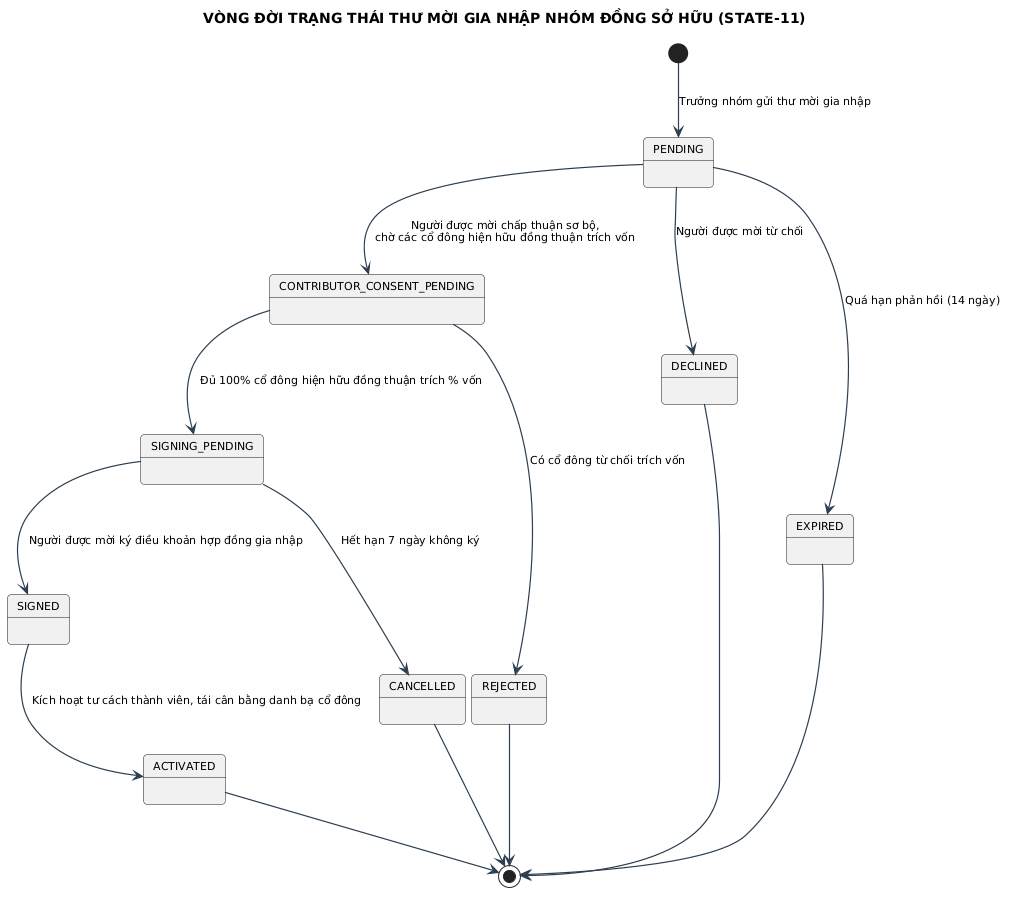 VÒNG ĐỜI TRẠNG THÁI THƯ MỜI GIA NHẬP NHÓM ĐỒNG SỞ HỮU (STATE-11)
Trưởng nhóm gửi thư mời gia nhập
PENDING
Người được mời chấp thuận sơ bộ,
chờ các cổ đông hiện hữu đồng thuận trích vốn
Người được mời từ chối
CONTRIBUTOR_CONSENT_PENDING
Quá hạn phản hồi (14 ngày)
DECLINED
Đủ 100% cổ đông hiện hữu đồng thuận trích % vốn
SIGNING_PENDING
Có cổ đông từ chối trích vốn
EXPIRED
Người được mời ký điều khoản hợp đồng gia nhập
Hết hạn 7 ngày không ký
SIGNED
CANCELLED
REJECTED
Kích hoạt tư cách thành viên, tái cân bằng danh bạ cổ đông
ACTIVATED